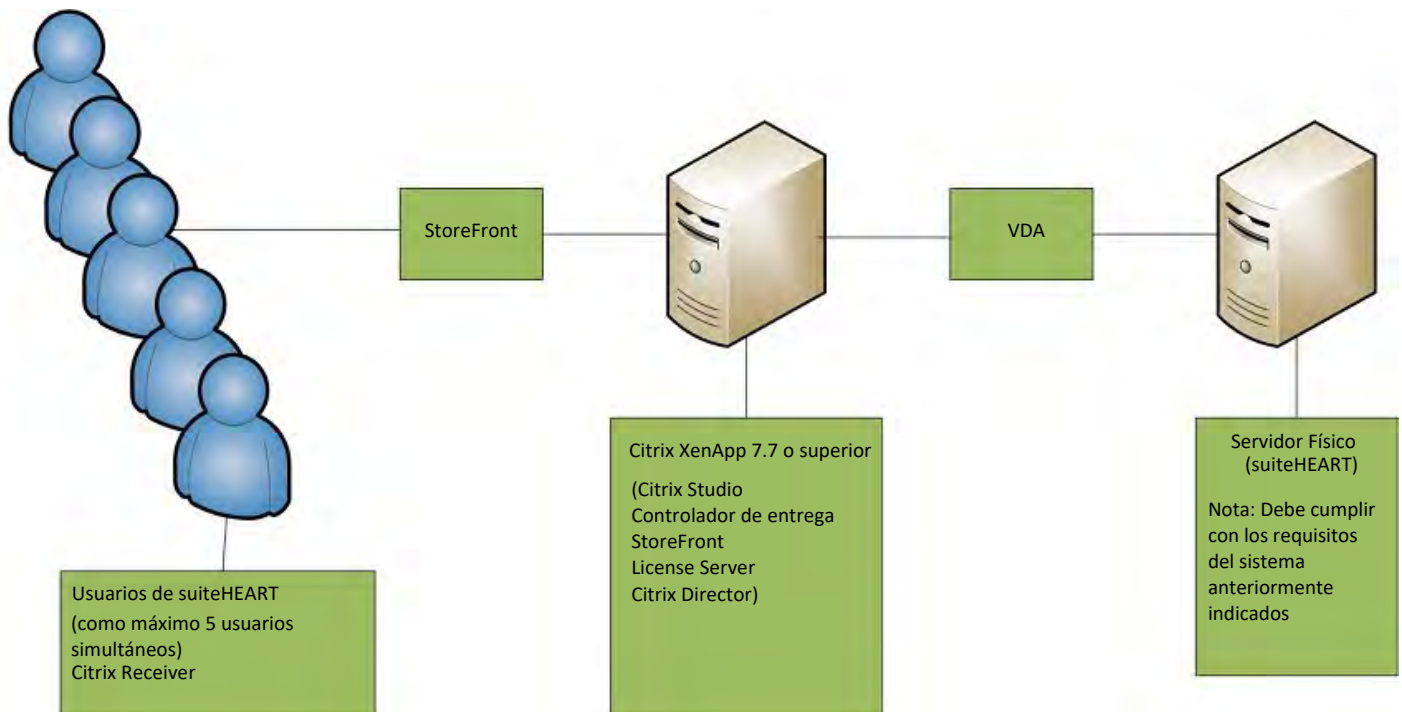 StoreFront
VDA
Usuarios de suiteHEART
(como máximo 5 usuarios
simultáneos)
Citrix Receiver
Citrix XenApp 7.7 o superior
(Citrix Studio
Controlador de entrega
StoreFront
License Server
Citrix Director)
Servidor Físico
(suiteHEART)
Nota: Debe cumplir
con los requisitos
del sistema
anteriormente
indicados